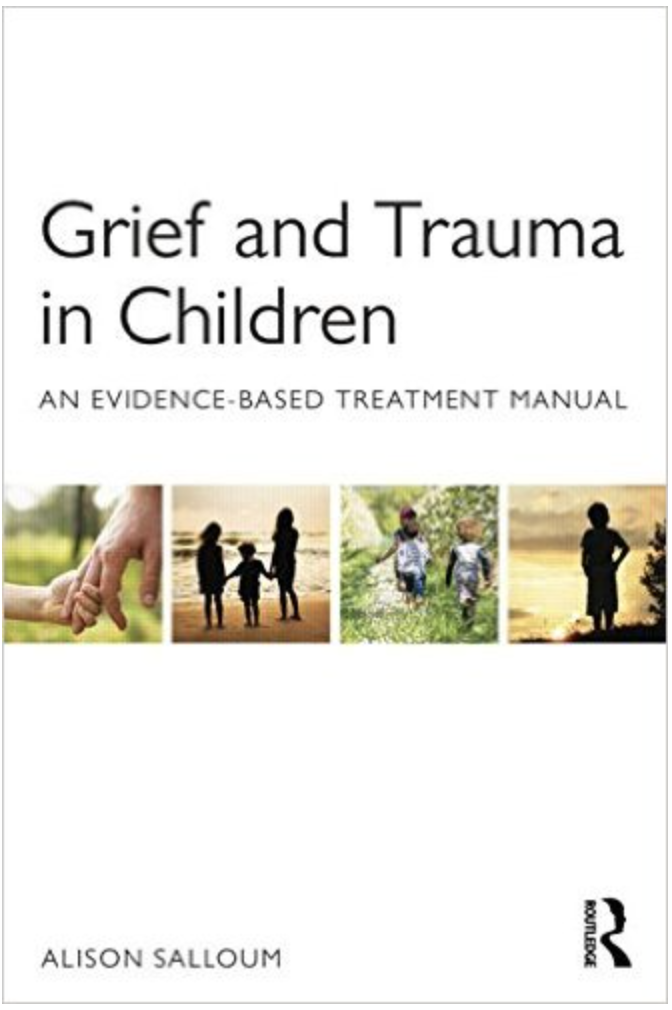 Grief and Trauma
in Children
AN EVIDENCE-BASED TREATMENT MANUAL
ALISON SALLOUM
ROUTLEDGE